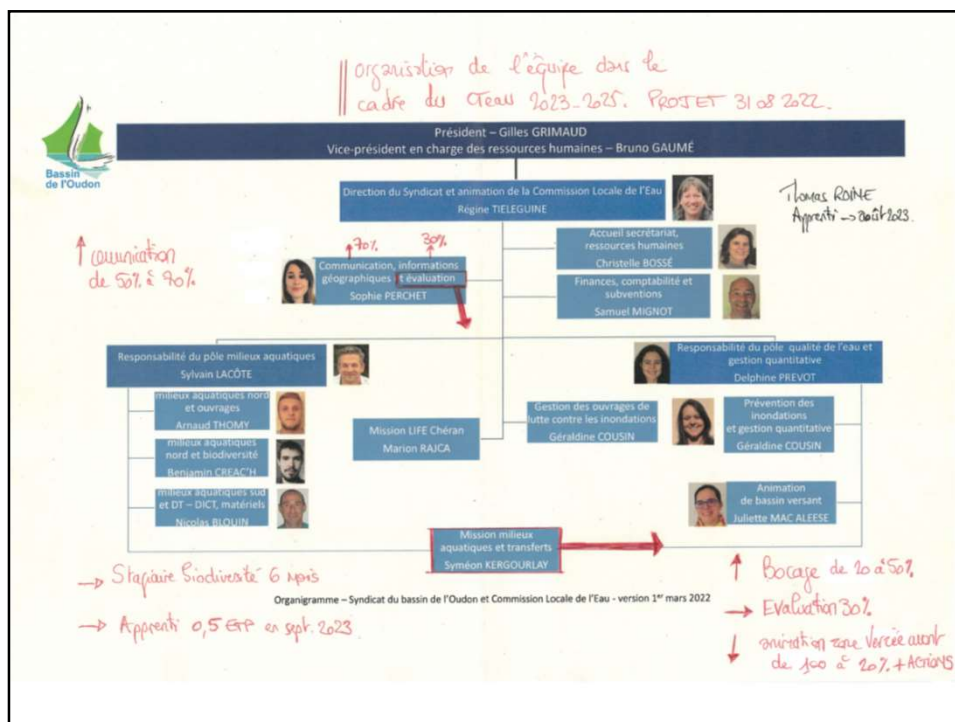 organisation de l'équipe dans le
cadre du CTeau 2023-2025. PROJET 31 08 2022.
Président – Gilles GRIMAUD
Vice-président en charge des ressources humaines – Bruno GAUMÉ
Bassin
de l'Oudon
Direction du Syndicat et animation de la Commission Locale de l'Eau
Régine TIELEGUINE
Thomas ROINE
Apprenti → août 2023.
↑ comunication
de 50% à 70%
70% 30%
Communication, informations
géographiques et évaluation
Sophie PERCHET
Accueil secrétariat,
ressources humaines
Christelle BOSSÉ
Finances, comptabilité et
subventions
Samuel MIGNOT
Responsabilité du pôle milieux aquatiques
Sylvain LACÔTE
Responsabilité du pôle qualité de l'eau et
gestion quantitative
Delphine PREVOT
milieux aquatiques nord
et ouvrages
Arnaud THOMY
milieux aquatiques
nord et biodiversité
Benjamin CREAC'H
milieux aquatiques sud
et DT – DICT, matériels
Nicolas BLOUIN
Mission LIFE Chéran
Marion RAJCA
Gestion des ouvrages de
lutte contre les inondations
Géraldine COUSIN
Prévention des
inondations
et gestion quantitative
Géraldine COUSIN
Animation
de bassin versant
Juliette MAC ALEESE
Mission milieux
aquatiques et transferts
Syméon KERGOURLAY
→ Stagiaire biodiversité 6 mois
Organigramme – Syndicat du bassin de l'Oudon et Commission Locale de l'Eau - version 1er mars 2022
→ Apprenti 0,5 ETP en sept. 2023
↑ Bocage de 20 à 50%
→ Evaluation 30%
↓ animation zone Verzée amont
de 100 à 20% + ACTIONS